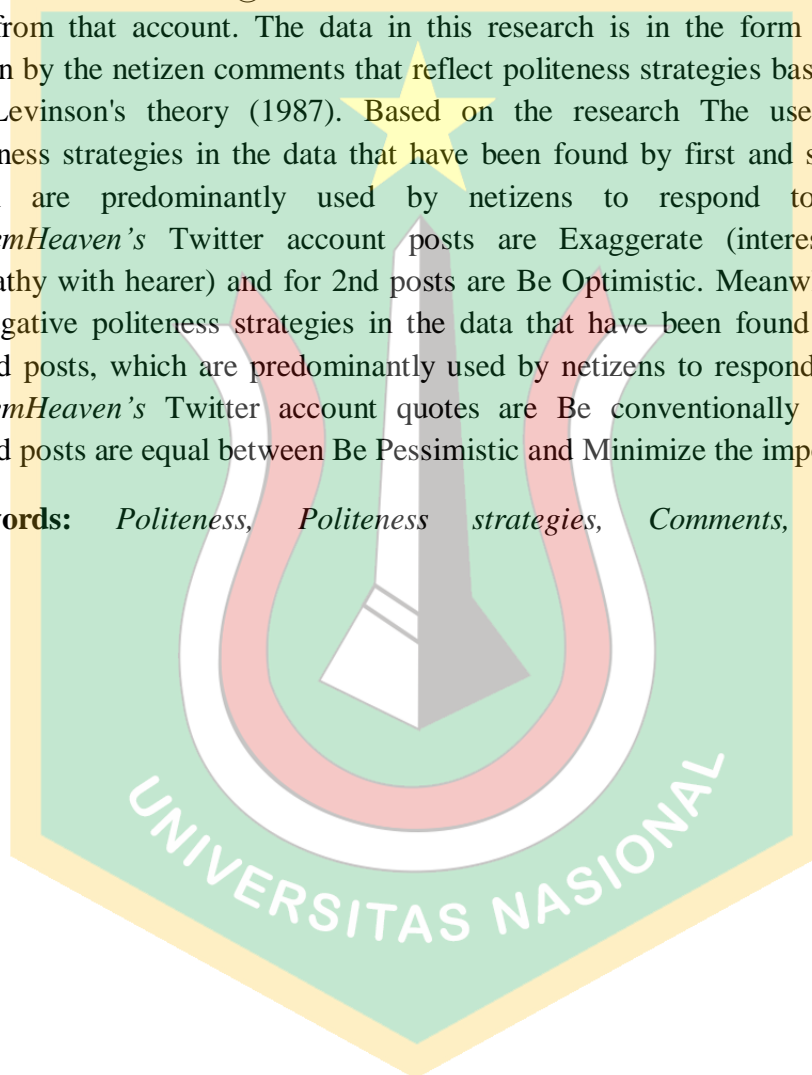 from that account. The data in this research is in the form
n by the netizen comments that reflect politeness strategies bas
Levinson's theory (1987). Based on the research The use
ness strategies in the data that have been found by first and s
are predominantly used by netizens to respond to
emHeaven's Twitter account posts are Exaggerate (interes
athy with hearer) and for 2nd posts are Be Optimistic. Meanw
gative politeness strategies in the data that have been found
d posts, which are predominantly used by netizens to respond
emHeaven's Twitter account quotes are Be conventionally
d posts are equal between Be Pessimistic and Minimize the impo
ords: Politeness, Politeness strategies, Comments,
UNIVERSITAS NASIONAL